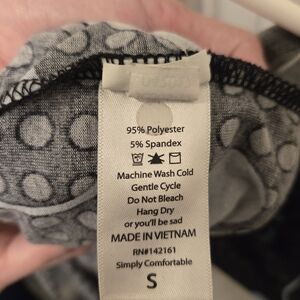 95% Polyester
5% Spandex
Machine Wash Cold
Gentle Cycle
Do Not Bleach
Hang Dry
or you'll be sad
MADE IN VIETNAM
RN#142161
Simply Comfortable
S